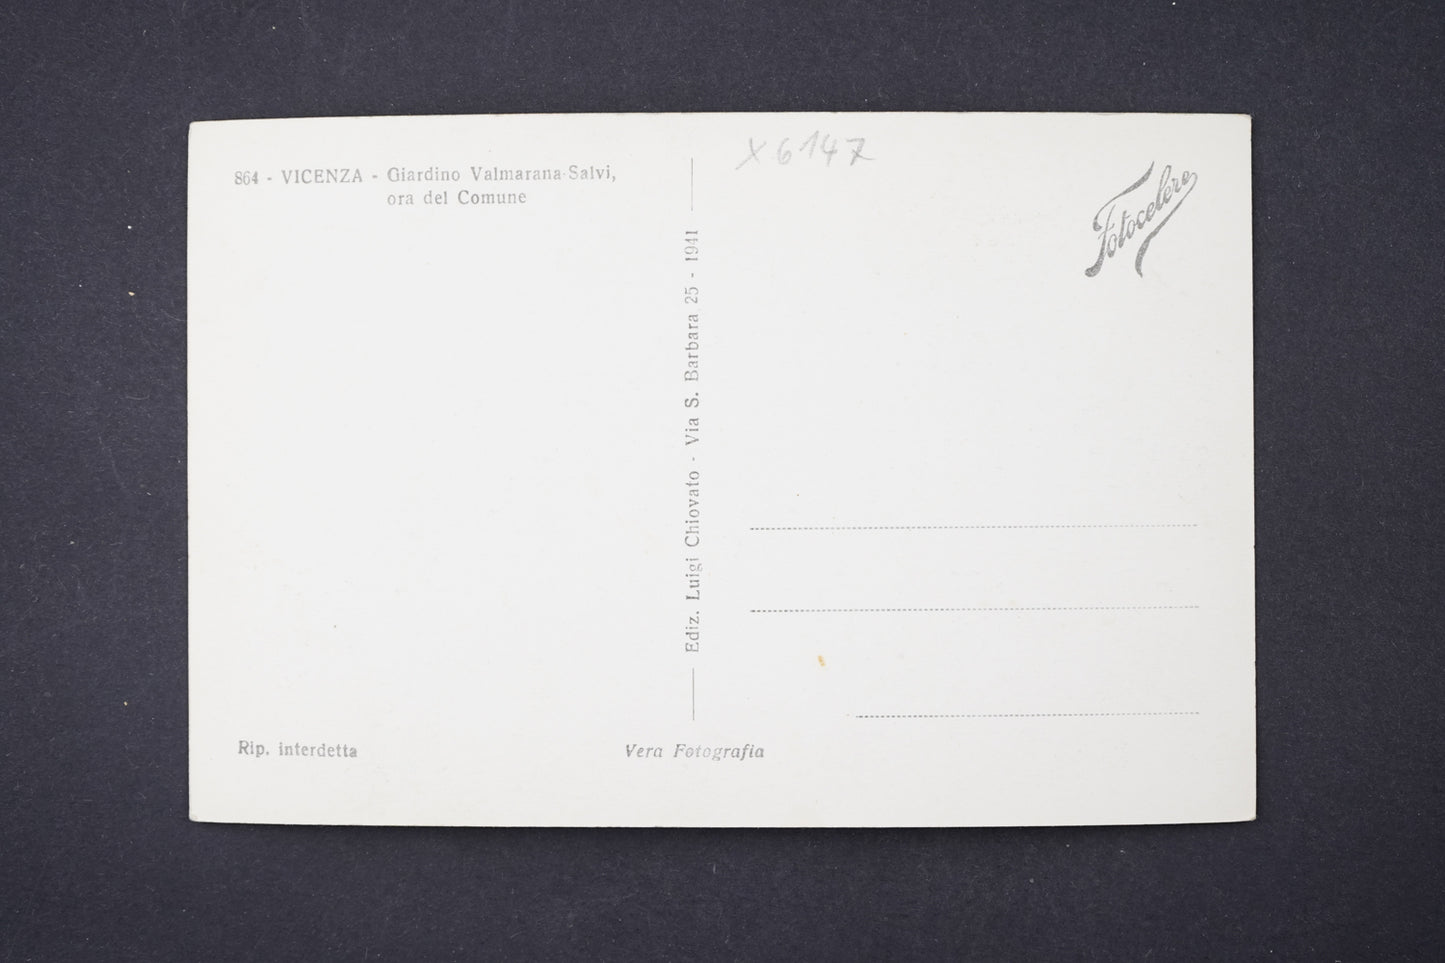 864 - VICENZA - Giardino Valmarana-Salvi,
ora del Comune
Rip. interdetta
Ediz. Luigi Chiovato - Via S. Barbara 25 - 1941
Vera Fotografia
X 6147
Fotocelere